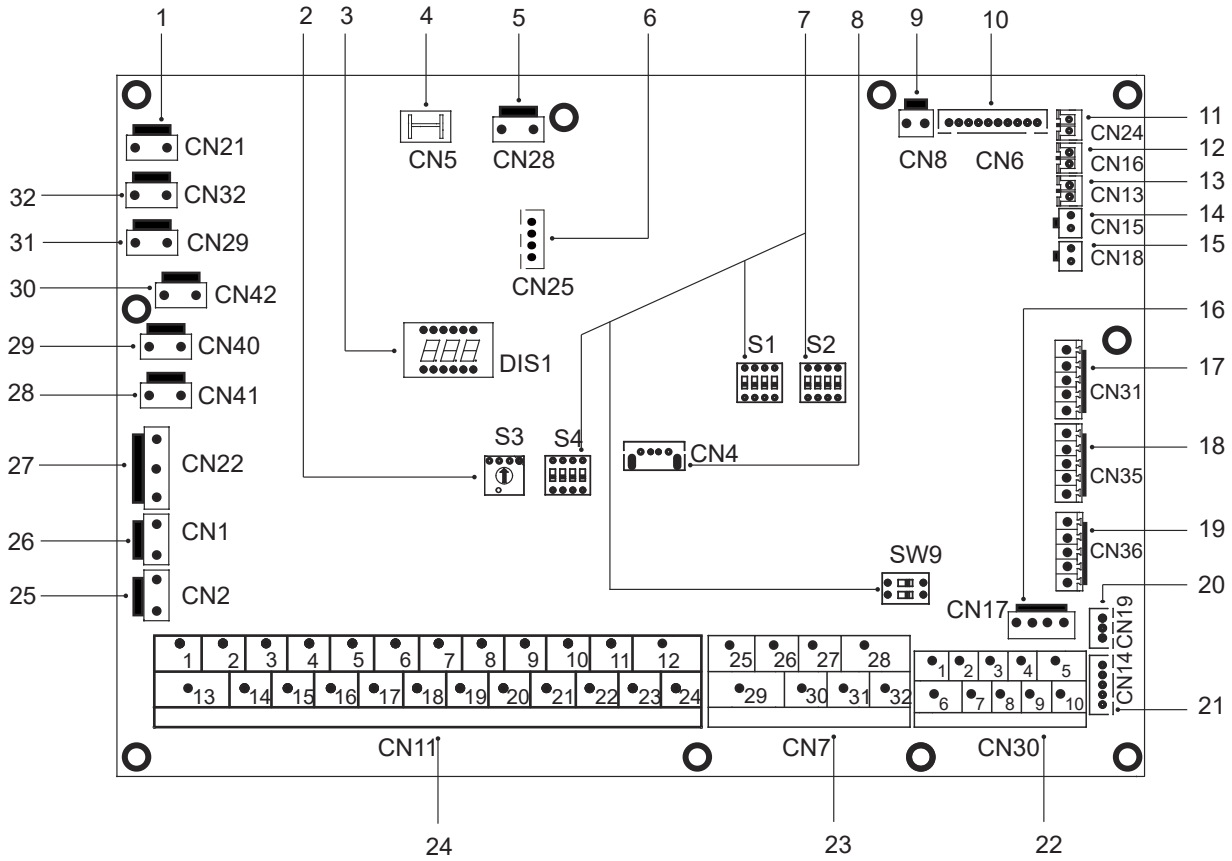 1 2 3 4 5 6 7 8 9 10
CN21
CN5
CN28
CN8
CN6
CN24
11
CN16
12
32
CN32
CN13
13
CN15
14
31
CN29
CN18
15
CN25
30
CN42
16
29
CN40
DIS1
S1
S2
17
28
CN41
CN31
27
CN22
S3
S4
CN4
18
CN35
26
CN1
19
CN36
SW9
25
CN2
20
CN17
CN19
1 2 3 4 5 6 7 8 9 10 11 12
25 26 27 28
1 2 3 4 5
CN14
13 14 15 16 17 18 19 20 21 22 23 24
29 30 31 32
6 7 8 9 10
21
CN11
CN7
CN30
24
23
22